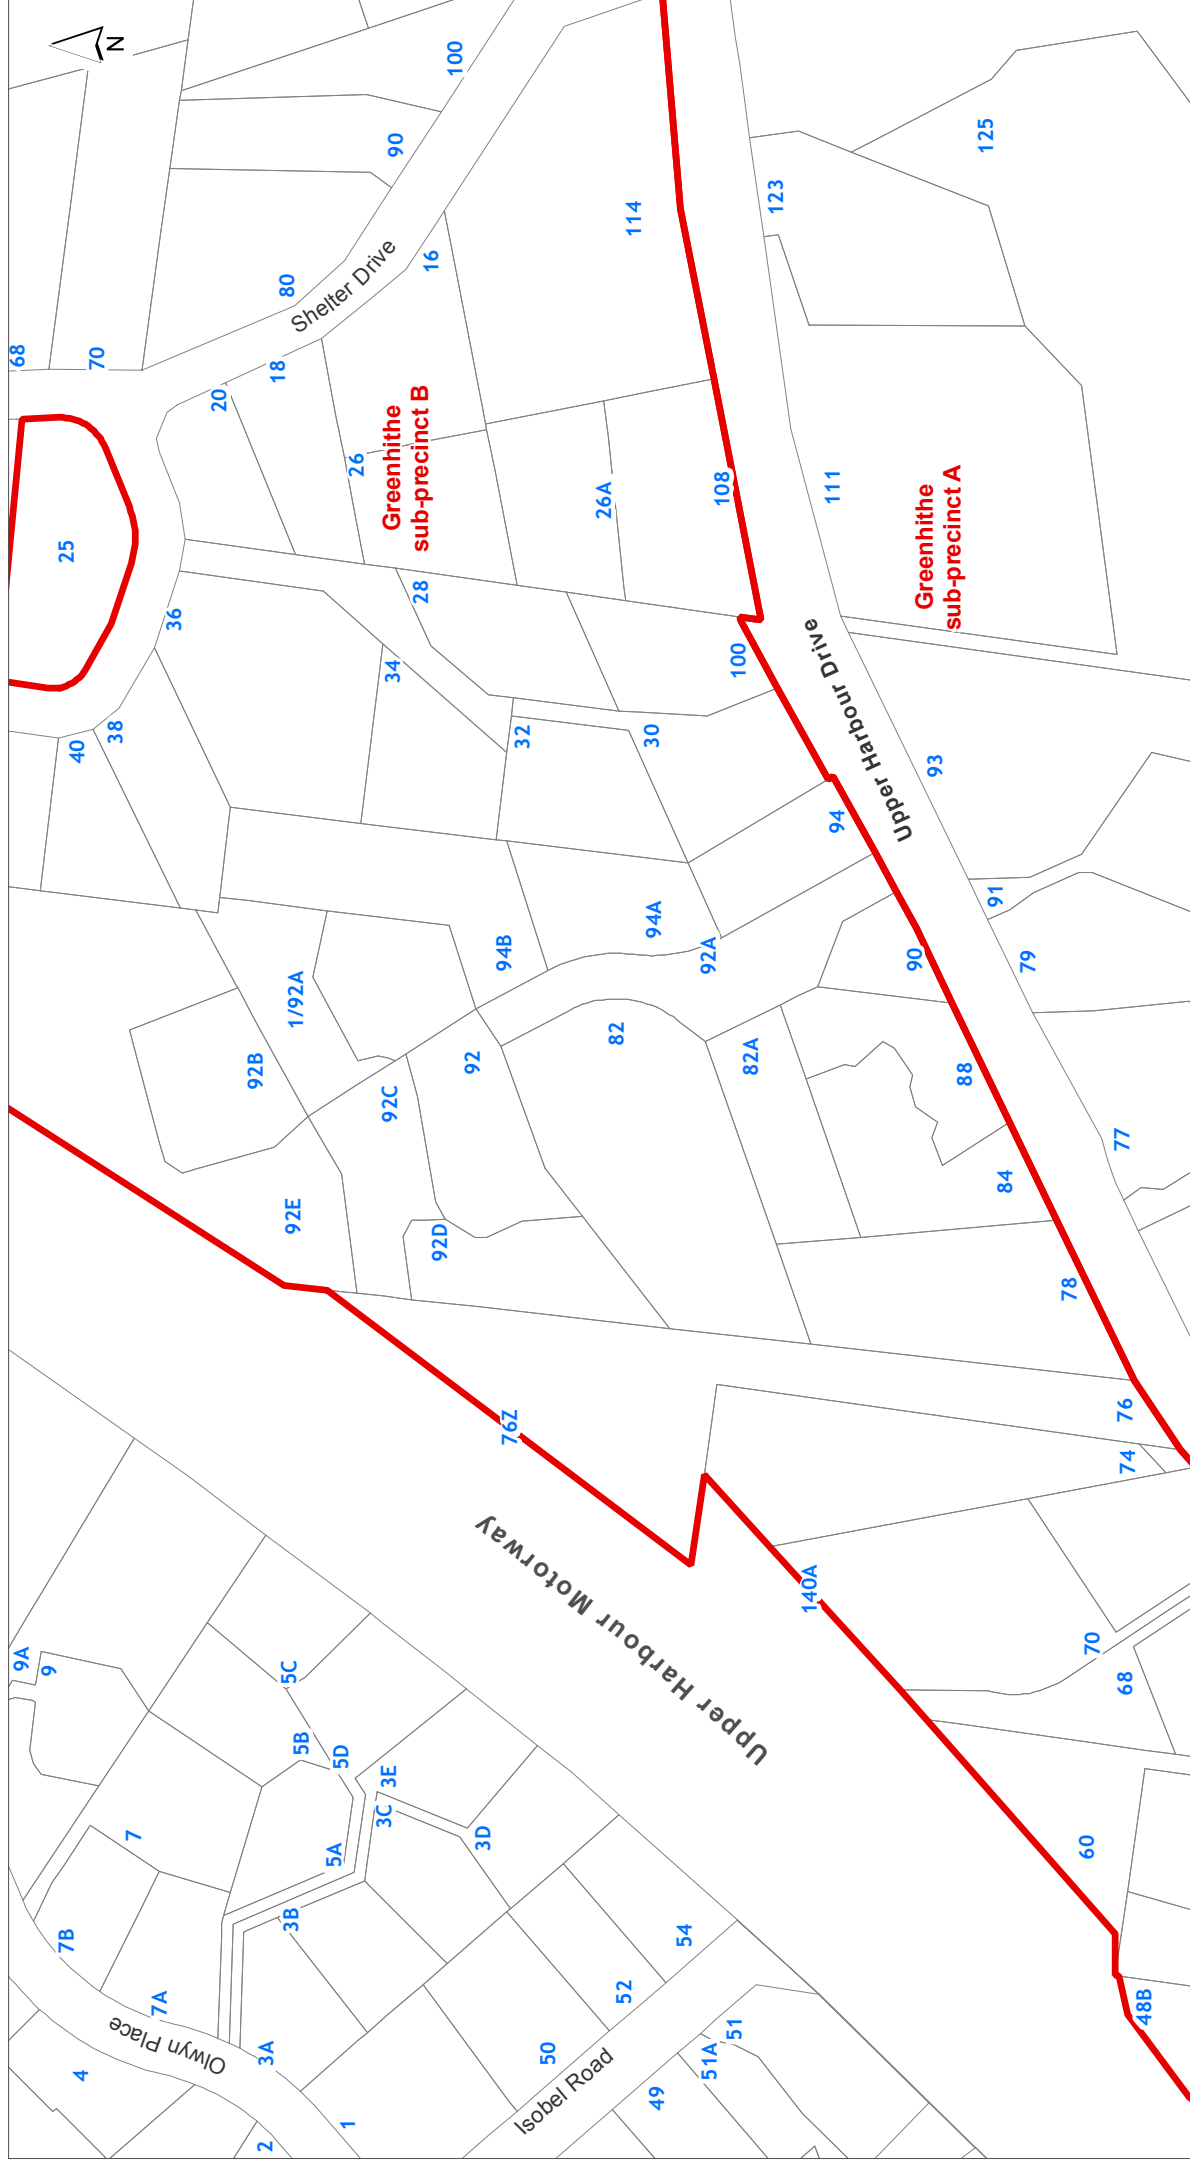 N
68
70
100
90
80
Shelter Drive
16
18
20
25
26
Greenhithe
sub-precinct B
114
123
125
26A
108
111
Greenhithe
sub-precinct A
28
36
34
38
40
32
30
100
94
Upper Harbour Drive
93
91
79
77
94A
94B
92A
90
1/92A
92B
92
92C
82
82A
88
84
92E
92D
78
76
74
76Z
Upper Harbour Motorway
140A
70
68
60
48B
9A
9
5C
5B
5D
3E
3C
3D
5A
3B
7
7B
7A
Olwyn Place
4
3A
2
1
54
52
50
Isobel Road
51
51A
49